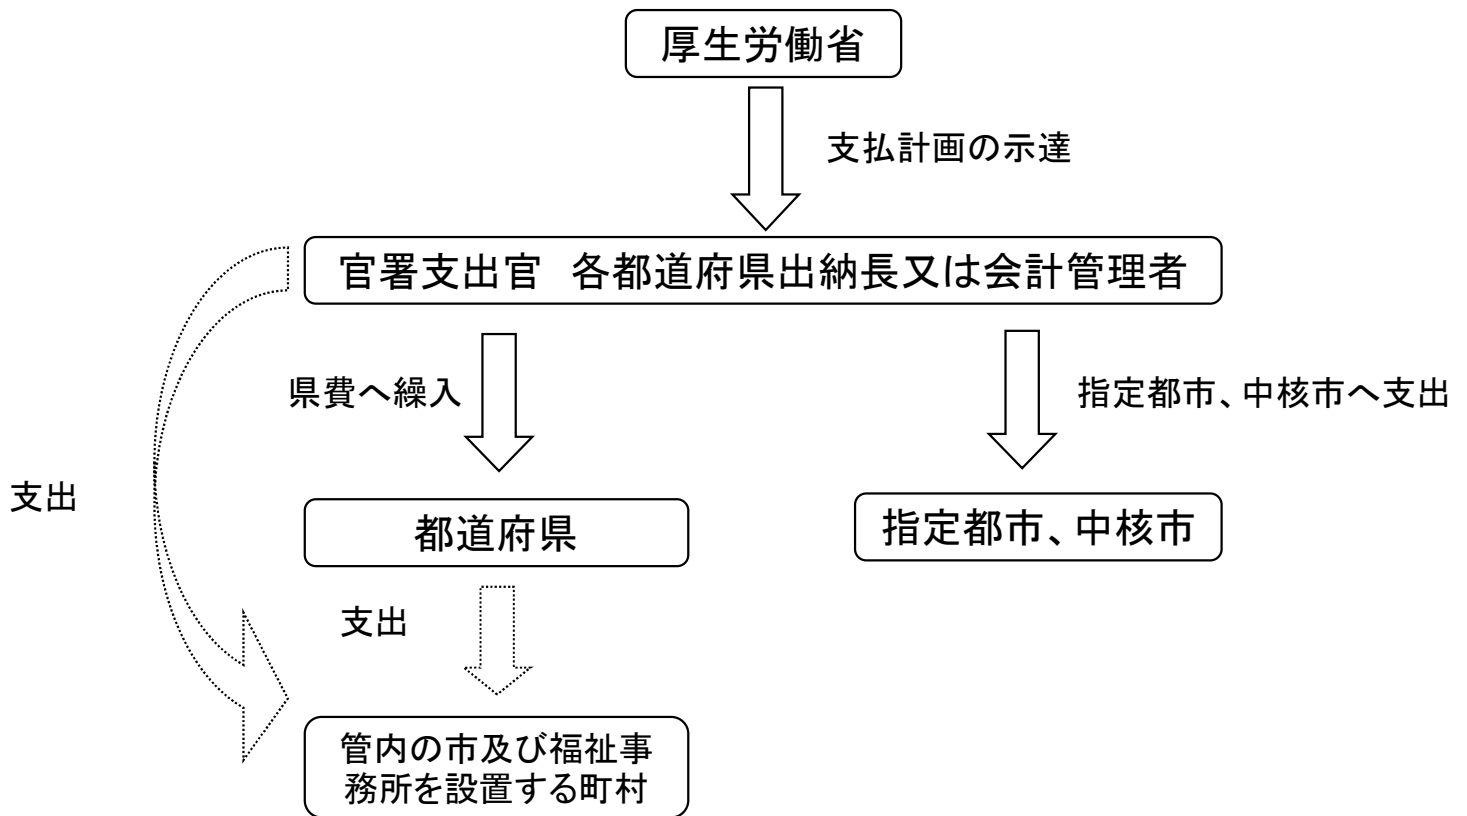 厚生労働省
支払計画の示達
官署支出官　各都道府県出納長又は会計管理者
県費へ繰入
指定都市、中核市へ支出
支出
都道府県
指定都市、中核市
支出
管内の市及び福祉事
務所を設置する町村